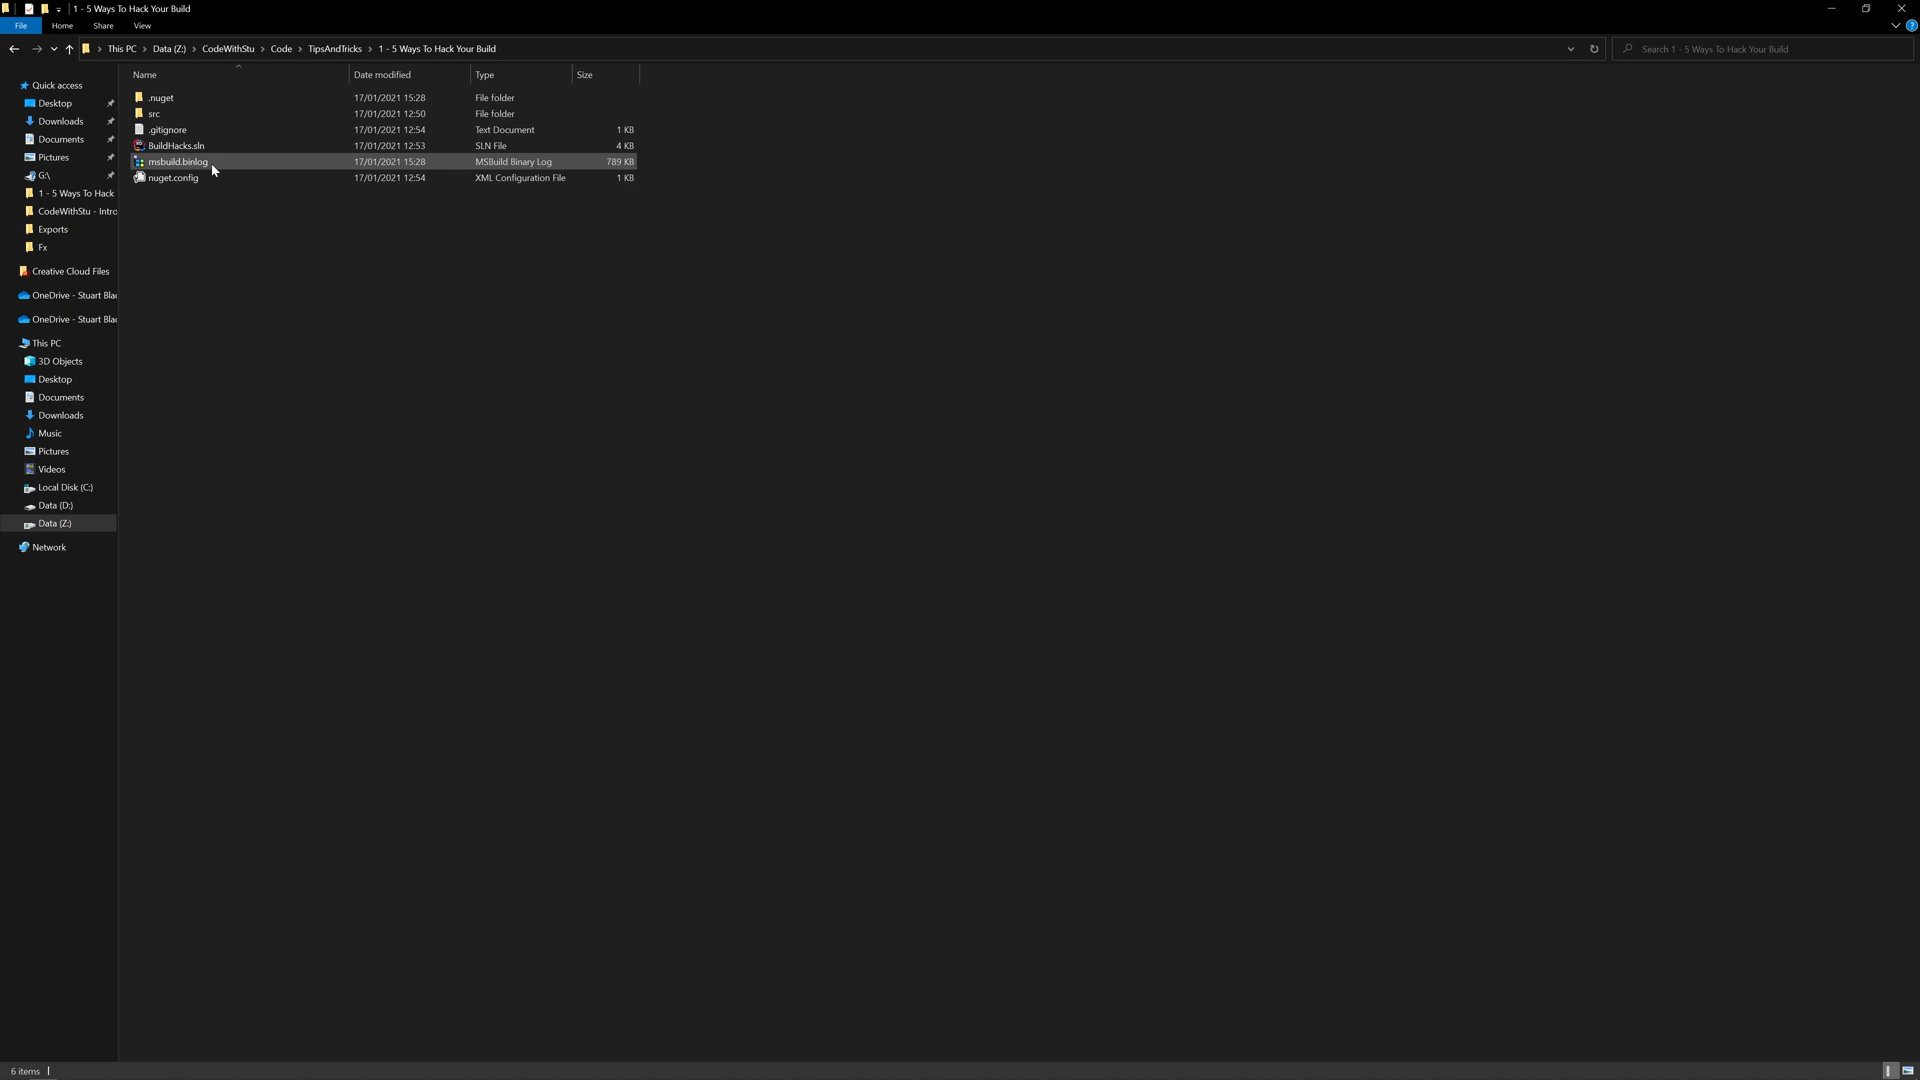 1 - 5 Ways To Hack Your Build
File Home Share View
This PC Data (Z:) CodeWithStu Code TipsAndTricks 1 - 5 Ways To Hack Your Build
Search 1 - 5 Ways To Hack Your Build
Name Date modified Type Size
.nuget 17/01/2021 15:28 File folder
src 17/01/2021 12:50 File folder
.gitignore 17/01/2021 12:54 Text Document 1 KB
BuildHacks.sln 17/01/2021 12:53 SLN File 4 KB
msbuild.binlog 17/01/2021 15:28 MSBuild Binary Log 789 KB
nuget.config 17/01/2021 12:54 XML Configuration File 1 KB
Quick access
Desktop
Downloads
Documents
Pictures
G:\
1 - 5 Ways To Hack
CodeWithStu - Intro
Exports
Fx
Creative Cloud Files
OneDrive - Stuart Blac
OneDrive - Stuart Blac
This PC
3D Objects
Desktop
Documents
Downloads
Music
Pictures
Videos
Local Disk (C:)
Data (D:)
Data (Z:)
Network
6 items